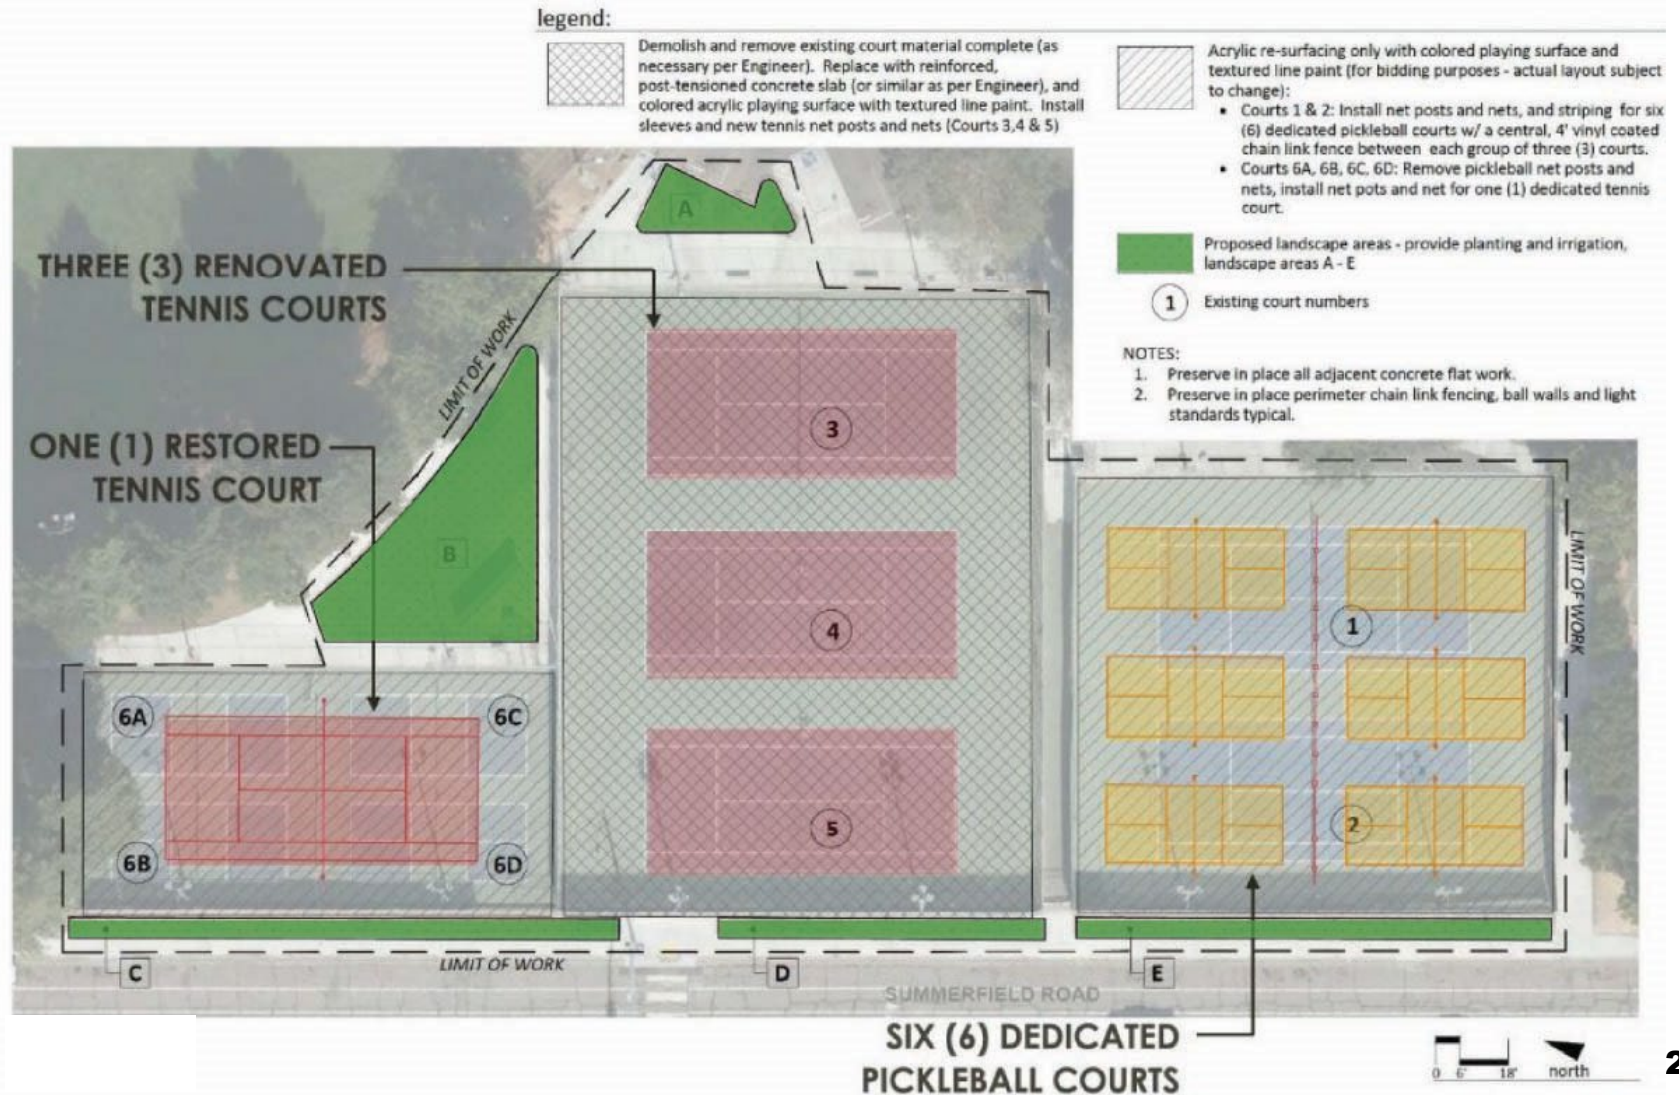 legend:
Demolish and remove existing court material complete (as
necessary per Engineer). Replace with reinforced,
post-tensioned concrete slab (or similar as per Engineer), and
colored acrylic playing surface with textured line paint. Install
sleeves and new tennis net posts and nets (Courts 3,4 & 5)
Acrylic re-surfacing only with colored playing surface and
textured line paint (for bidding purposes - actual layout subject
to change):
• Courts 1 & 2: Install net posts and nets, and striping for six
(6) dedicated pickleball courts w/ a central, 4' vinyl coated
chain link fence between each group of three (3) courts.
• Courts 6A, 6B, 6C, 6D: Remove pickleball net posts and
nets, install net pots and net for one (1) dedicated tennis
court.
Proposed landscape areas - provide planting and irrigation,
landscape areas A - E
1 Existing court numbers
NOTES:
1. Preserve in place all adjacent concrete flat work.
2. Preserve in place perimeter chain link fencing, ball walls and light
standards typical.
A
THREE (3) RENOVATED
TENNIS COURTS
LIMIT OF WORK
3
ONE (1) RESTORED
TENNIS COURT
B
4
1
LIMIT OF WORK
6A
6C
5
2
6B
6D
C
LIMIT OF WORK
D
E
SUMMERFIELD ROAD
SIX (6) DEDICATED
PICKLEBALL COURTS
0 6' 18'
north
2